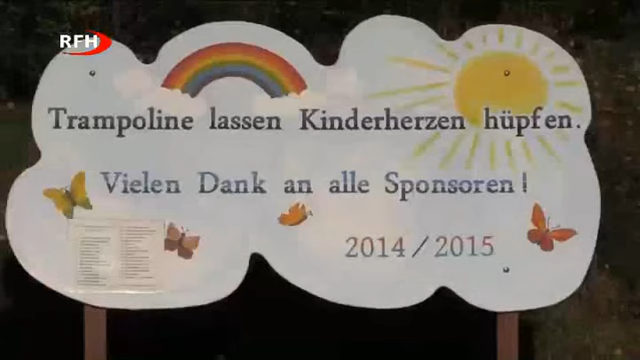 RFH
Trampoline lassen Kinderherzen hüpfen.
Vielen Dank an alle Sponsoren!
2014/2015